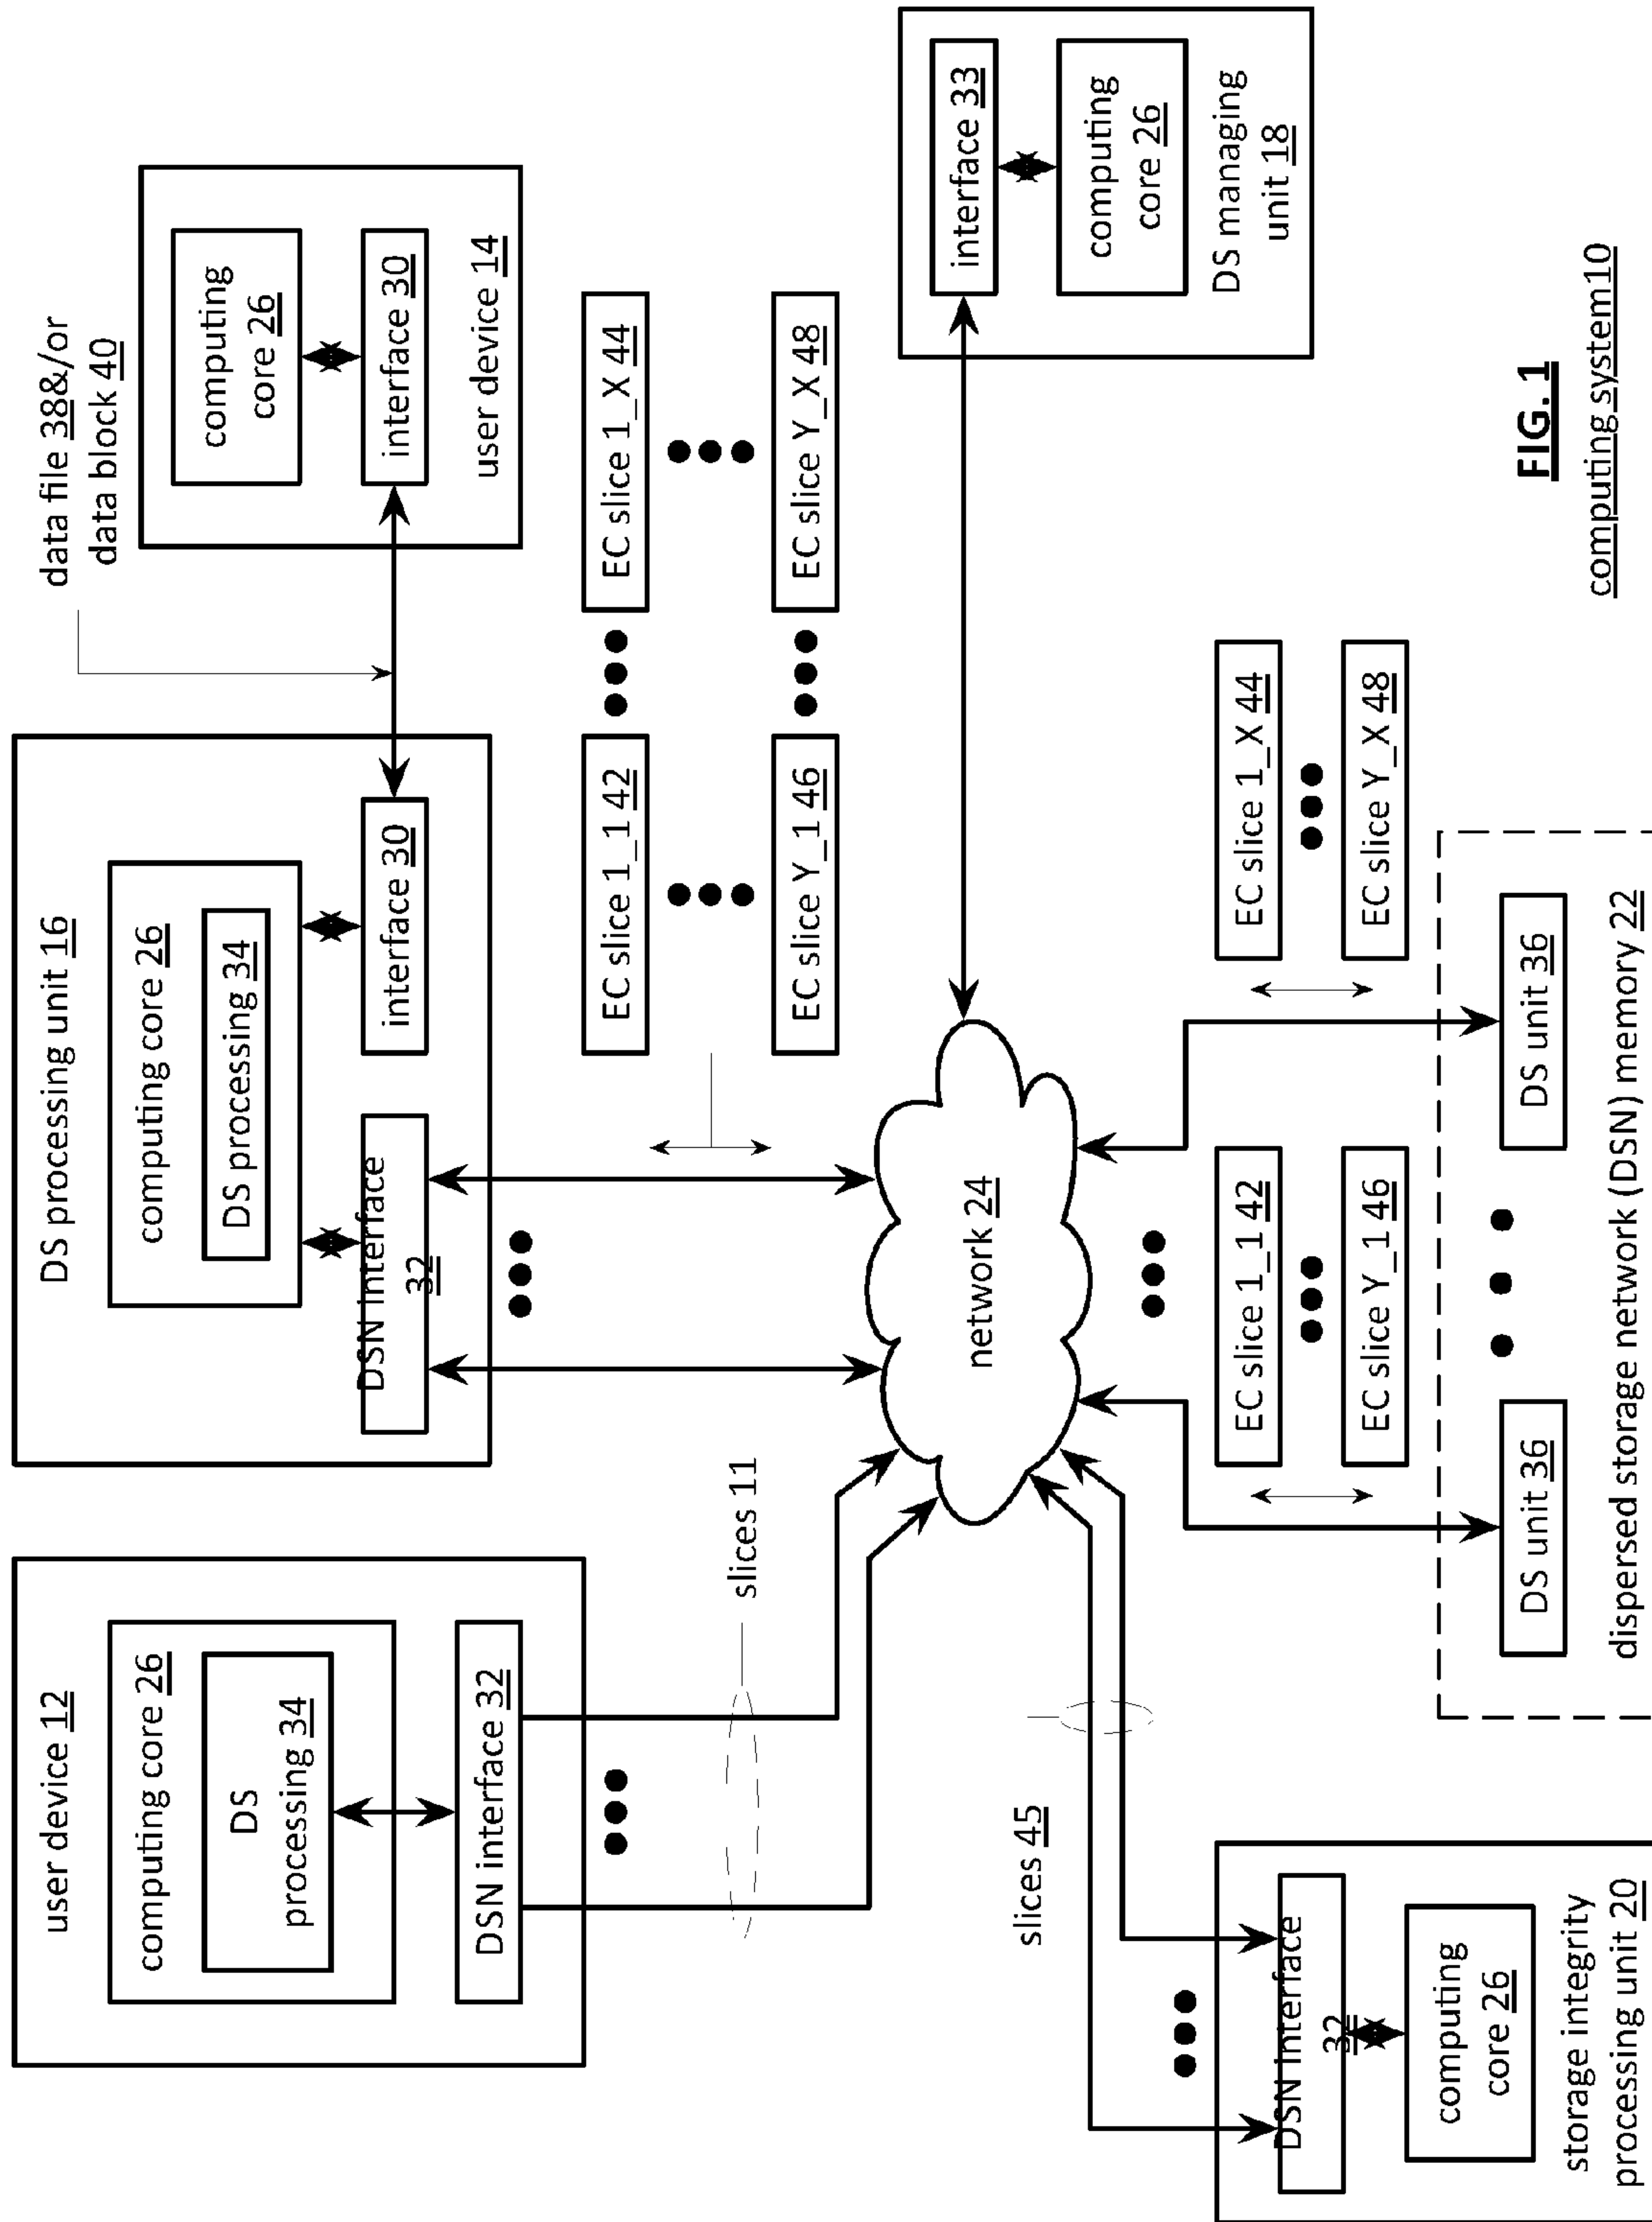 user device 12
computing core 26
DS
processing 34
DSN interface 32
DS processing unit 16
computing core 26
DS processing 34
DSN interface
32
interface 30
data file 38&/or
data block 40
computing
core 26
interface 30
user device 14
slices 11
EC slice 1_1 42
EC slice 1_X 44
EC slice Y_1 46
EC slice Y_X 48
network 24
slices 45
interface 33
computing
core 26
DS managing
unit 18
DSN interface
32
computing
core 26
storage integrity
processing unit 20
EC slice 1_1 42
EC slice Y_1 46
EC slice 1_X 44
EC slice Y_X 48
DS unit 36
DS unit 36
dispersed storage network (DSN) memory 22
FIG. 1
computing system10